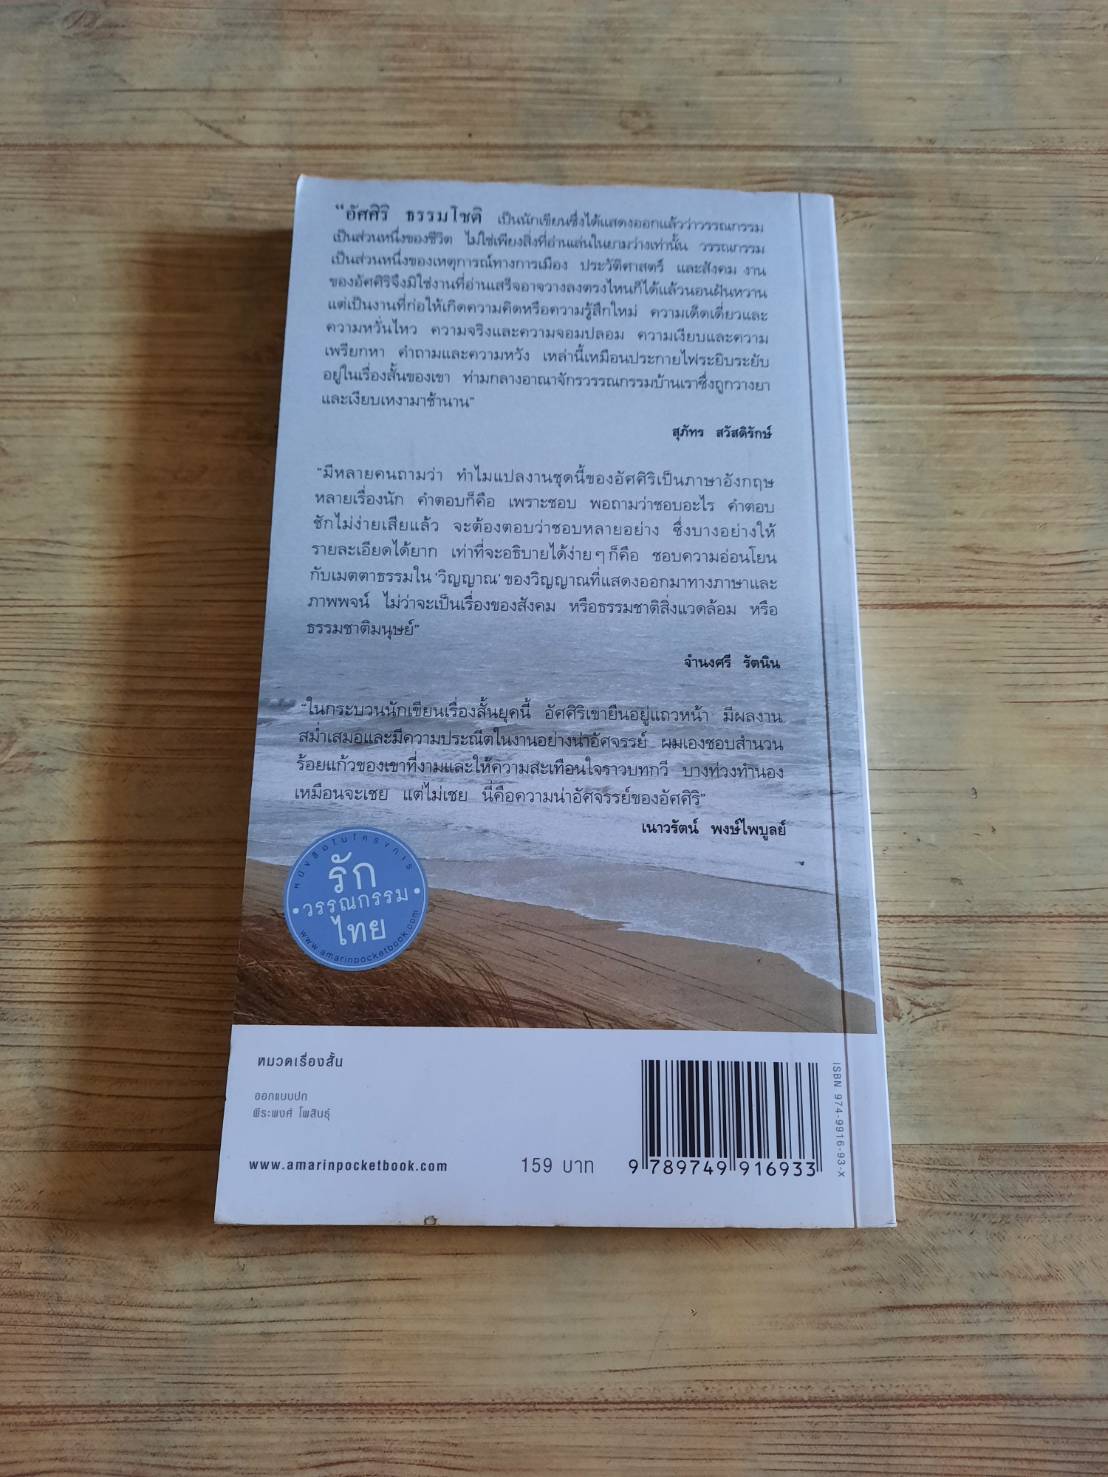 “อัศศิริ ธรรมโชติ เป็นนักเขียนซึ่งได้แสดงออกแล้วว่าวรรณกรรม
เป็นส่วนหนึ่งของชีวิต ไม่ใช่เพียงสิ่งที่อ่านเล่นในยามว่างเท่านั้น วรรณกรรม
เป็นส่วนหนึ่งของเหตุการณ์ทางการเมือง ประวัติศาสตร์ และสังคม งาน
ของอัศศิริจึงมิใช่งานที่อ่านเสร็จอาจวางลงตรงไหนก็ได้แล้วนอนฝันหวาน
แต่เป็นงานที่ก่อให้เกิดความคิดหรือความรู้สึกใหม่ ความเด็ดเดี่ยวและ
ความหวั่นไหว ความจริงและความจอมปลอม ความเงียบและความ
เพรียกหา คำถามและความหวัง เหล่านี้เหมือนประกายไฟระยิบระยับ
อยู่ในเรื่องสั้นของเขา ท่ามกลางอาณาจักรวรรณกรรมบ้านเราซึ่งถูกวางยา
และเงียบเหงามาช้านาน”
สุภัทร สวัสดิรักษ์
“มีหลายคนถามว่า ทำไมแปลงานชุดนี้ของอัศศิริเป็นภาษาอังกฤษ
หลายเรื่องนัก คำตอบก็คือ เพราะชอบ พอถามว่าชอบอะไร คำตอบ
ชักไม่ง่ายเสียแล้ว จะต้องตอบว่าชอบหลายอย่าง ซึ่งบางอย่างให้
รายละเอียดได้ยาก เท่าที่จะอธิบายได้ง่าย ๆ ก็คือ ชอบความอ่อนโยน
กับเมตตาธรรมใน ‘วิญญาณ’ ของวิญญาณที่แสดงออกมาทางภาษาและ
ภาพพจน์ ไม่ว่าจะเป็นเรื่องของสังคม หรือธรรมชาติสิ่งแวดล้อม หรือ
ธรรมชาติมนุษย์”
จำนงศรี รัตนิน
“ในกระบวนนักเขียนเรื่องสั้นยุคนี้ อัศศิริเขายืนอยู่แถวหน้า มีผลงาน
สม่ำเสมอและมีความประณีตในงานอย่างน่าอัศจรรย์ ผมเองชอบสำนวน
ร้อยแก้วของเขาที่งามและให้ความสะเทือนใจราวบทกวี บางท่วงทำนอง
เหมือนจะเชย แต่ไม่เชย นี่คือความน่าอัศจรรย์ของอัศศิริ”
เนาวรัตน์ พงษ์ไพบูลย์
หนังสือในโครงการ
รัก
•วรรณกรรม•
ไทย
www.amarinpocketbook.com
หมวดเรื่องสั้น
ออกแบบปก
พีระพงศ์ โพสินธุ์
www.amarinpocketbook.com
159 บาท
9 789749 916933
ISBN 974-9916-93-X